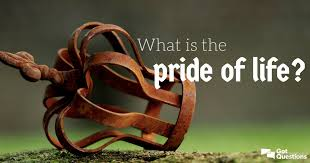 What is the
pride of life?
Got
Questions